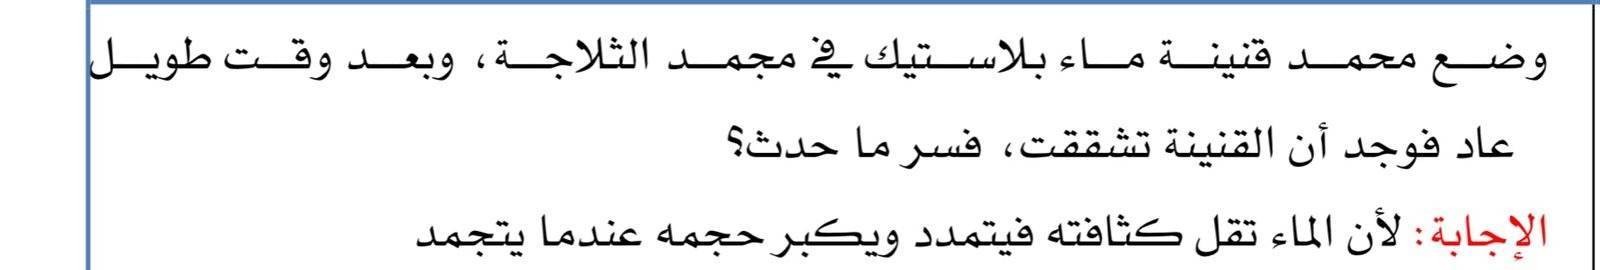 وضع محمد قنينة ماء بلاستيك في مجمد الثلاجة، وبعد وقت طويل
عاد فوجد أن القنينة تشققت، فسر ما حدث؟
الإجابة: لأن الماء تقل كثافته فيتمدد ويكبر حجمه عندما يتجمد